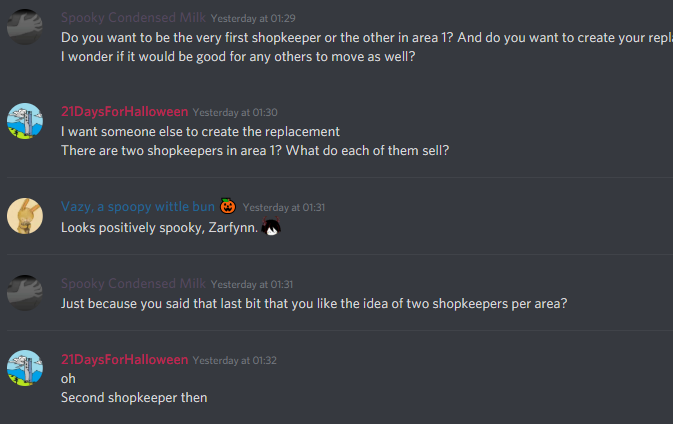 Spooky Condensed Milk Yesterday at 01:29
Do you want to be the very first shopkeeper or the other in area 1? And do you want to create your
I wonder if it would be good for any others to move as well?
21DaysForHalloween Yesterday at 01:30
I want someone else to create the replacement
There are two shopkeepers in area 1? What do each of them sell?
Vazy, a spoopy wittle bun 🎃 Yesterday at 01:31
Looks positively spooky, Zarfynn.
Spooky Condensed Milk Yesterday at 01:31
Just because you said that last bit that you like the idea of two shopkeepers per area?
21DaysForHalloween Yesterday at 01:32
oh
Second shopkeeper then